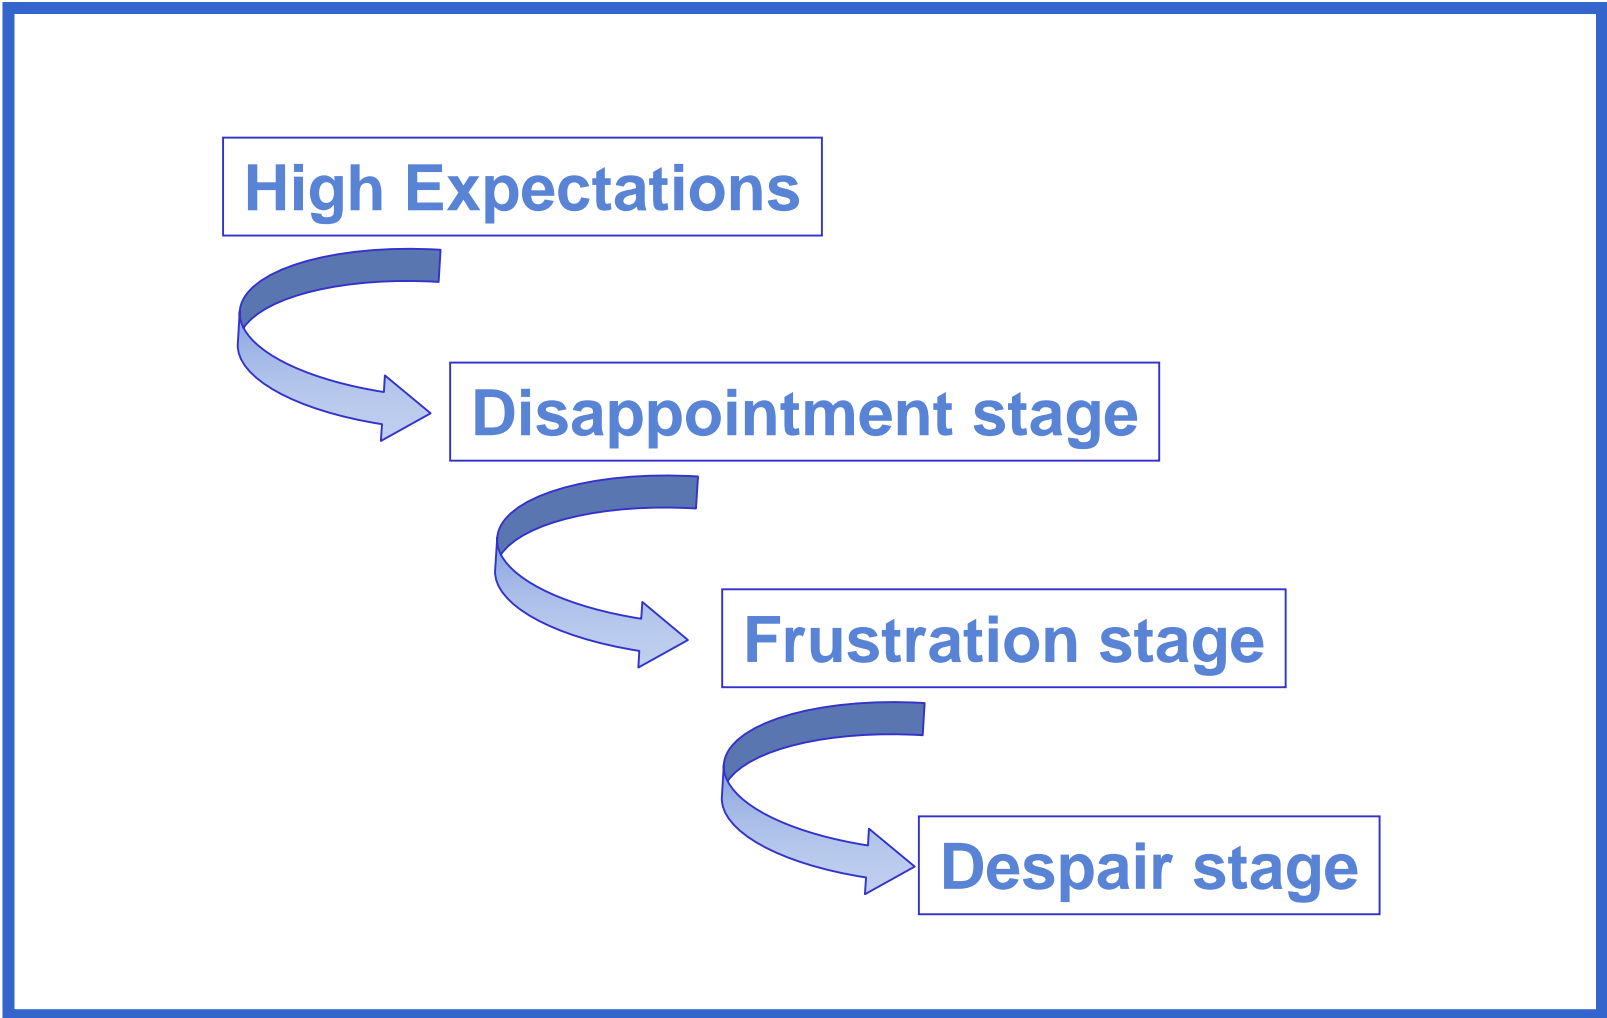 High Expectations
Disappointment stage
Frustration stage
Despair stage